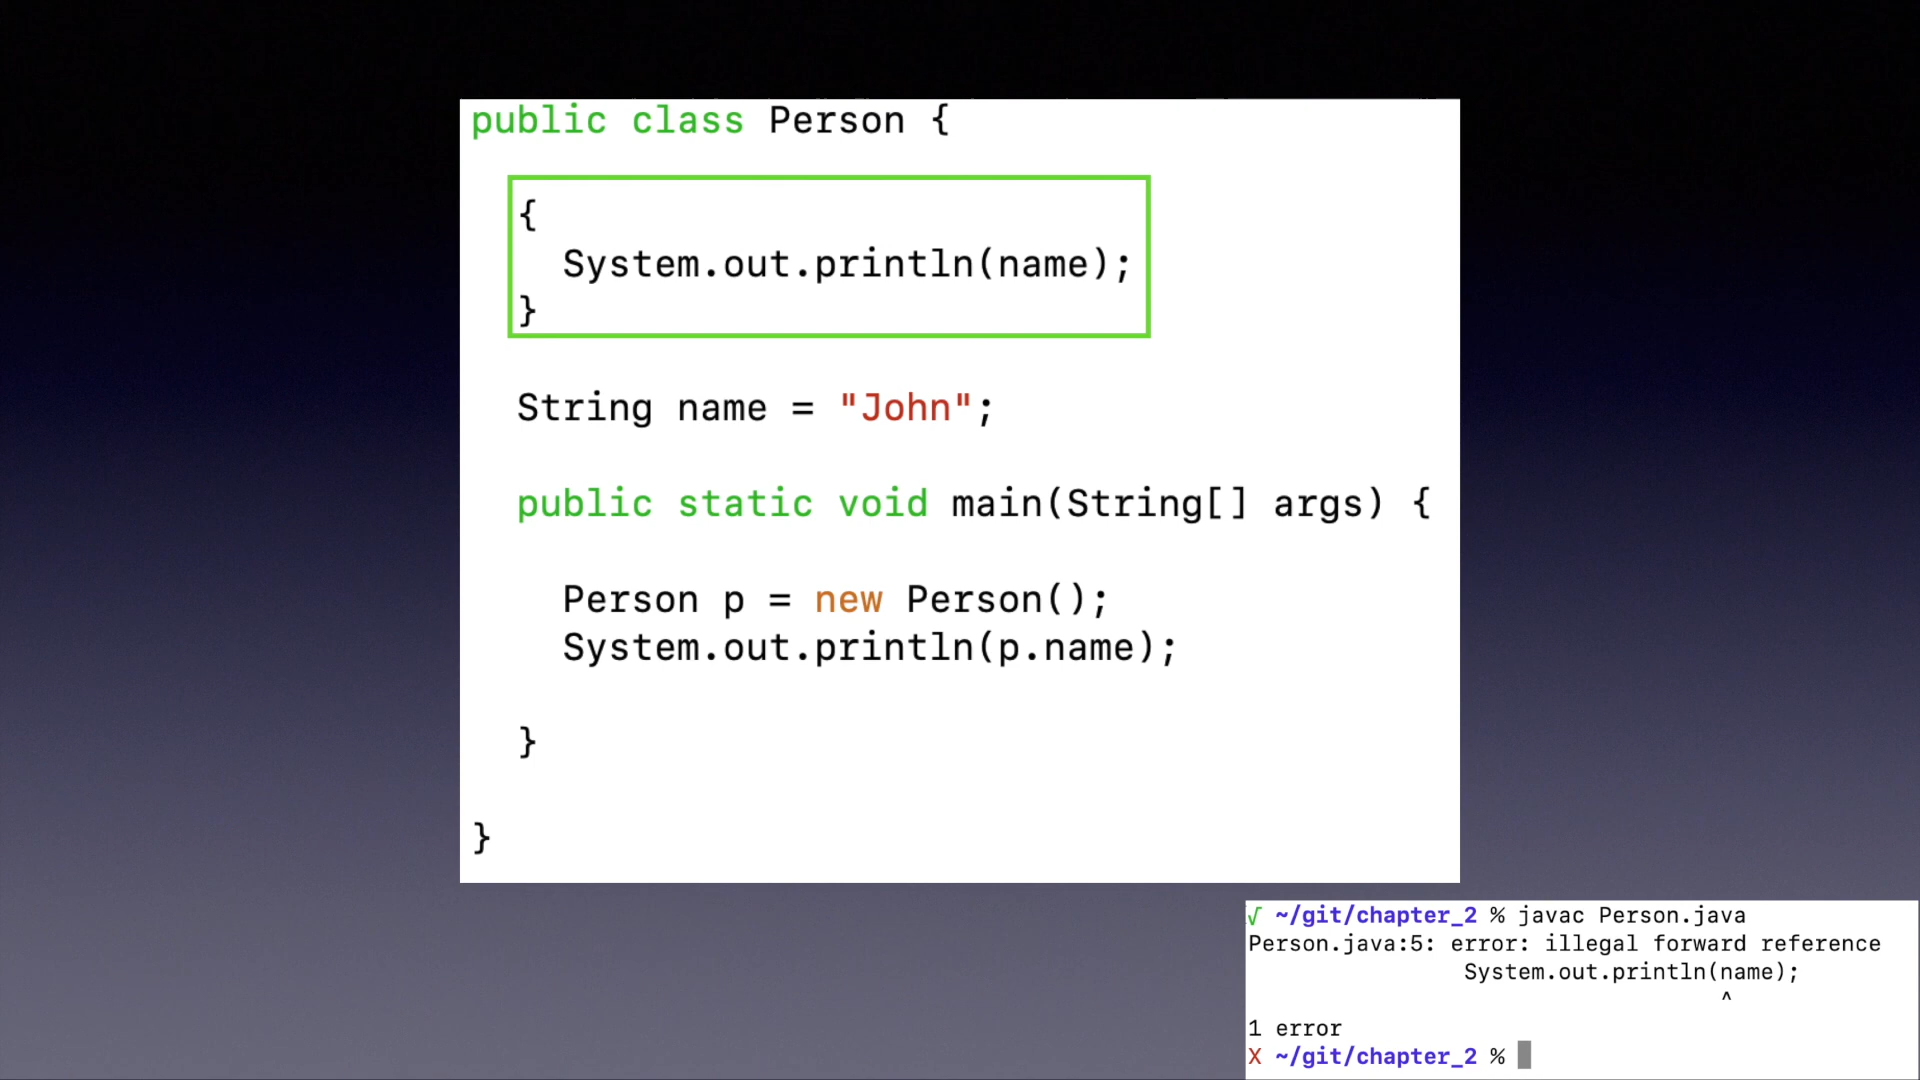 public class Person {
{
System.out.println(name);
}
String name = "John";
public static void main(String[] args) {
Person p = new Person();
System.out.println(p.name);
}
}
√ ~/git/chapter_2 % javac Person.java
Person.java:5: error: illegal forward reference
System.out.println(name);
^
1 error
X ~/git/chapter_2 %